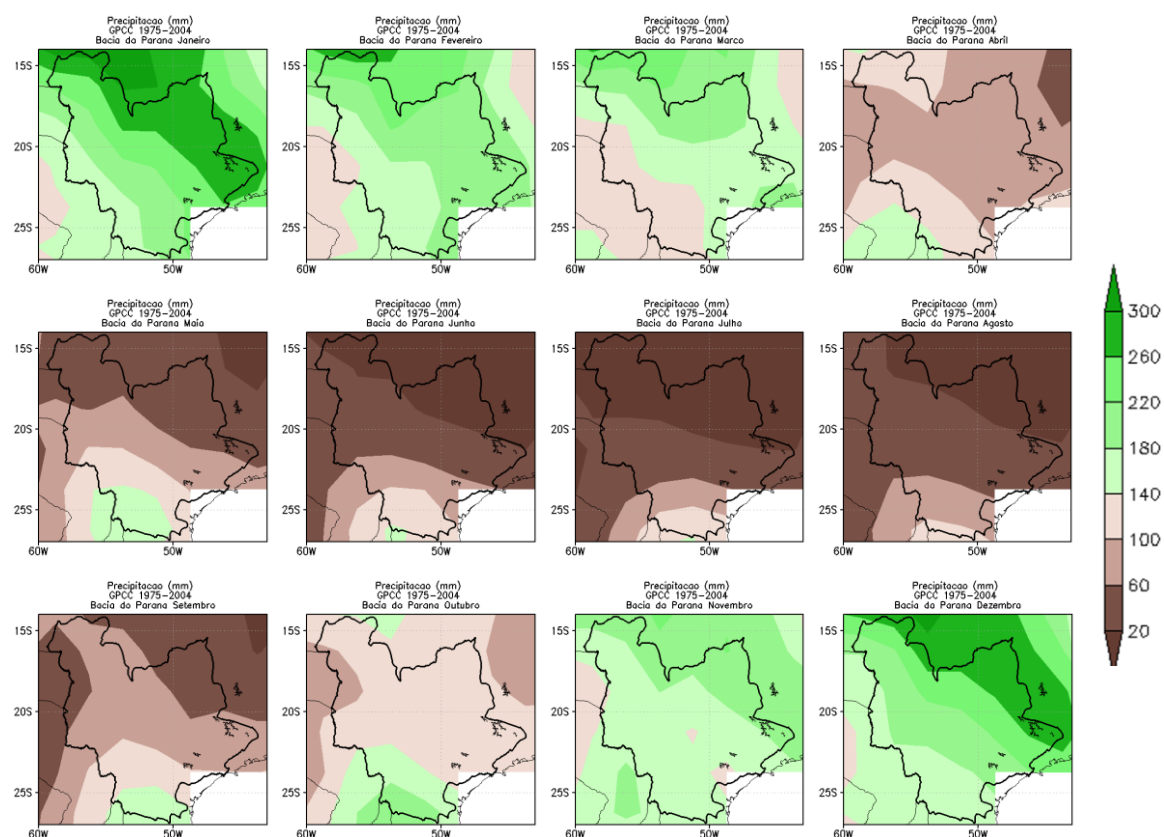 Precipitacao (mm)
GPCC 1975-2004
Bacia do Parana Janeiro
15S
20S
25S
60W
50W
Precipitacao (mm)
GPCC 1975-2004
Bacia do Parana Fevereiro
15S
20S
25S
60W
50W
Precipitacao (mm)
GPCC 1975-2004
Bacia do Parana Marco
15S
20S
25S
60W
50W
Precipitacao (mm)
GPCC 1975-2004
Bacia do Parana Abril
15S
20S
25S
60W
50W
Precipitacao (mm)
GPCC 1975-2004
Bacia do Parana Maio
15S
20S
25S
60W
50W
Precipitacao (mm)
GPCC 1975-2004
Bacia do Parana Junho
15S
20S
25S
60W
50W
Precipitacao (mm)
GPCC 1975-2004
Bacia do Parana Julho
15S
20S
25S
60W
50W
Precipitacao (mm)
GPCC 1975-2004
Bacia do Parana Agosto
15S
20S
25S
60W
50W
Precipitacao (mm)
GPCC 1975-2004
Bacia do Parana Setembro
15S
20S
25S
60W
50W
Precipitacao (mm)
GPCC 1975-2004
Bacia do Parana Outubro
15S
20S
25S
60W
50W
Precipitacao (mm)
GPCC 1975-2004
Bacia do Parana Novembro
15S
20S
25S
60W
50W
Precipitacao (mm)
GPCC 1975-2004
Bacia do Parana Dezembro
15S
20S
25S
60W
50W
300
260
220
180
140
100
60
20